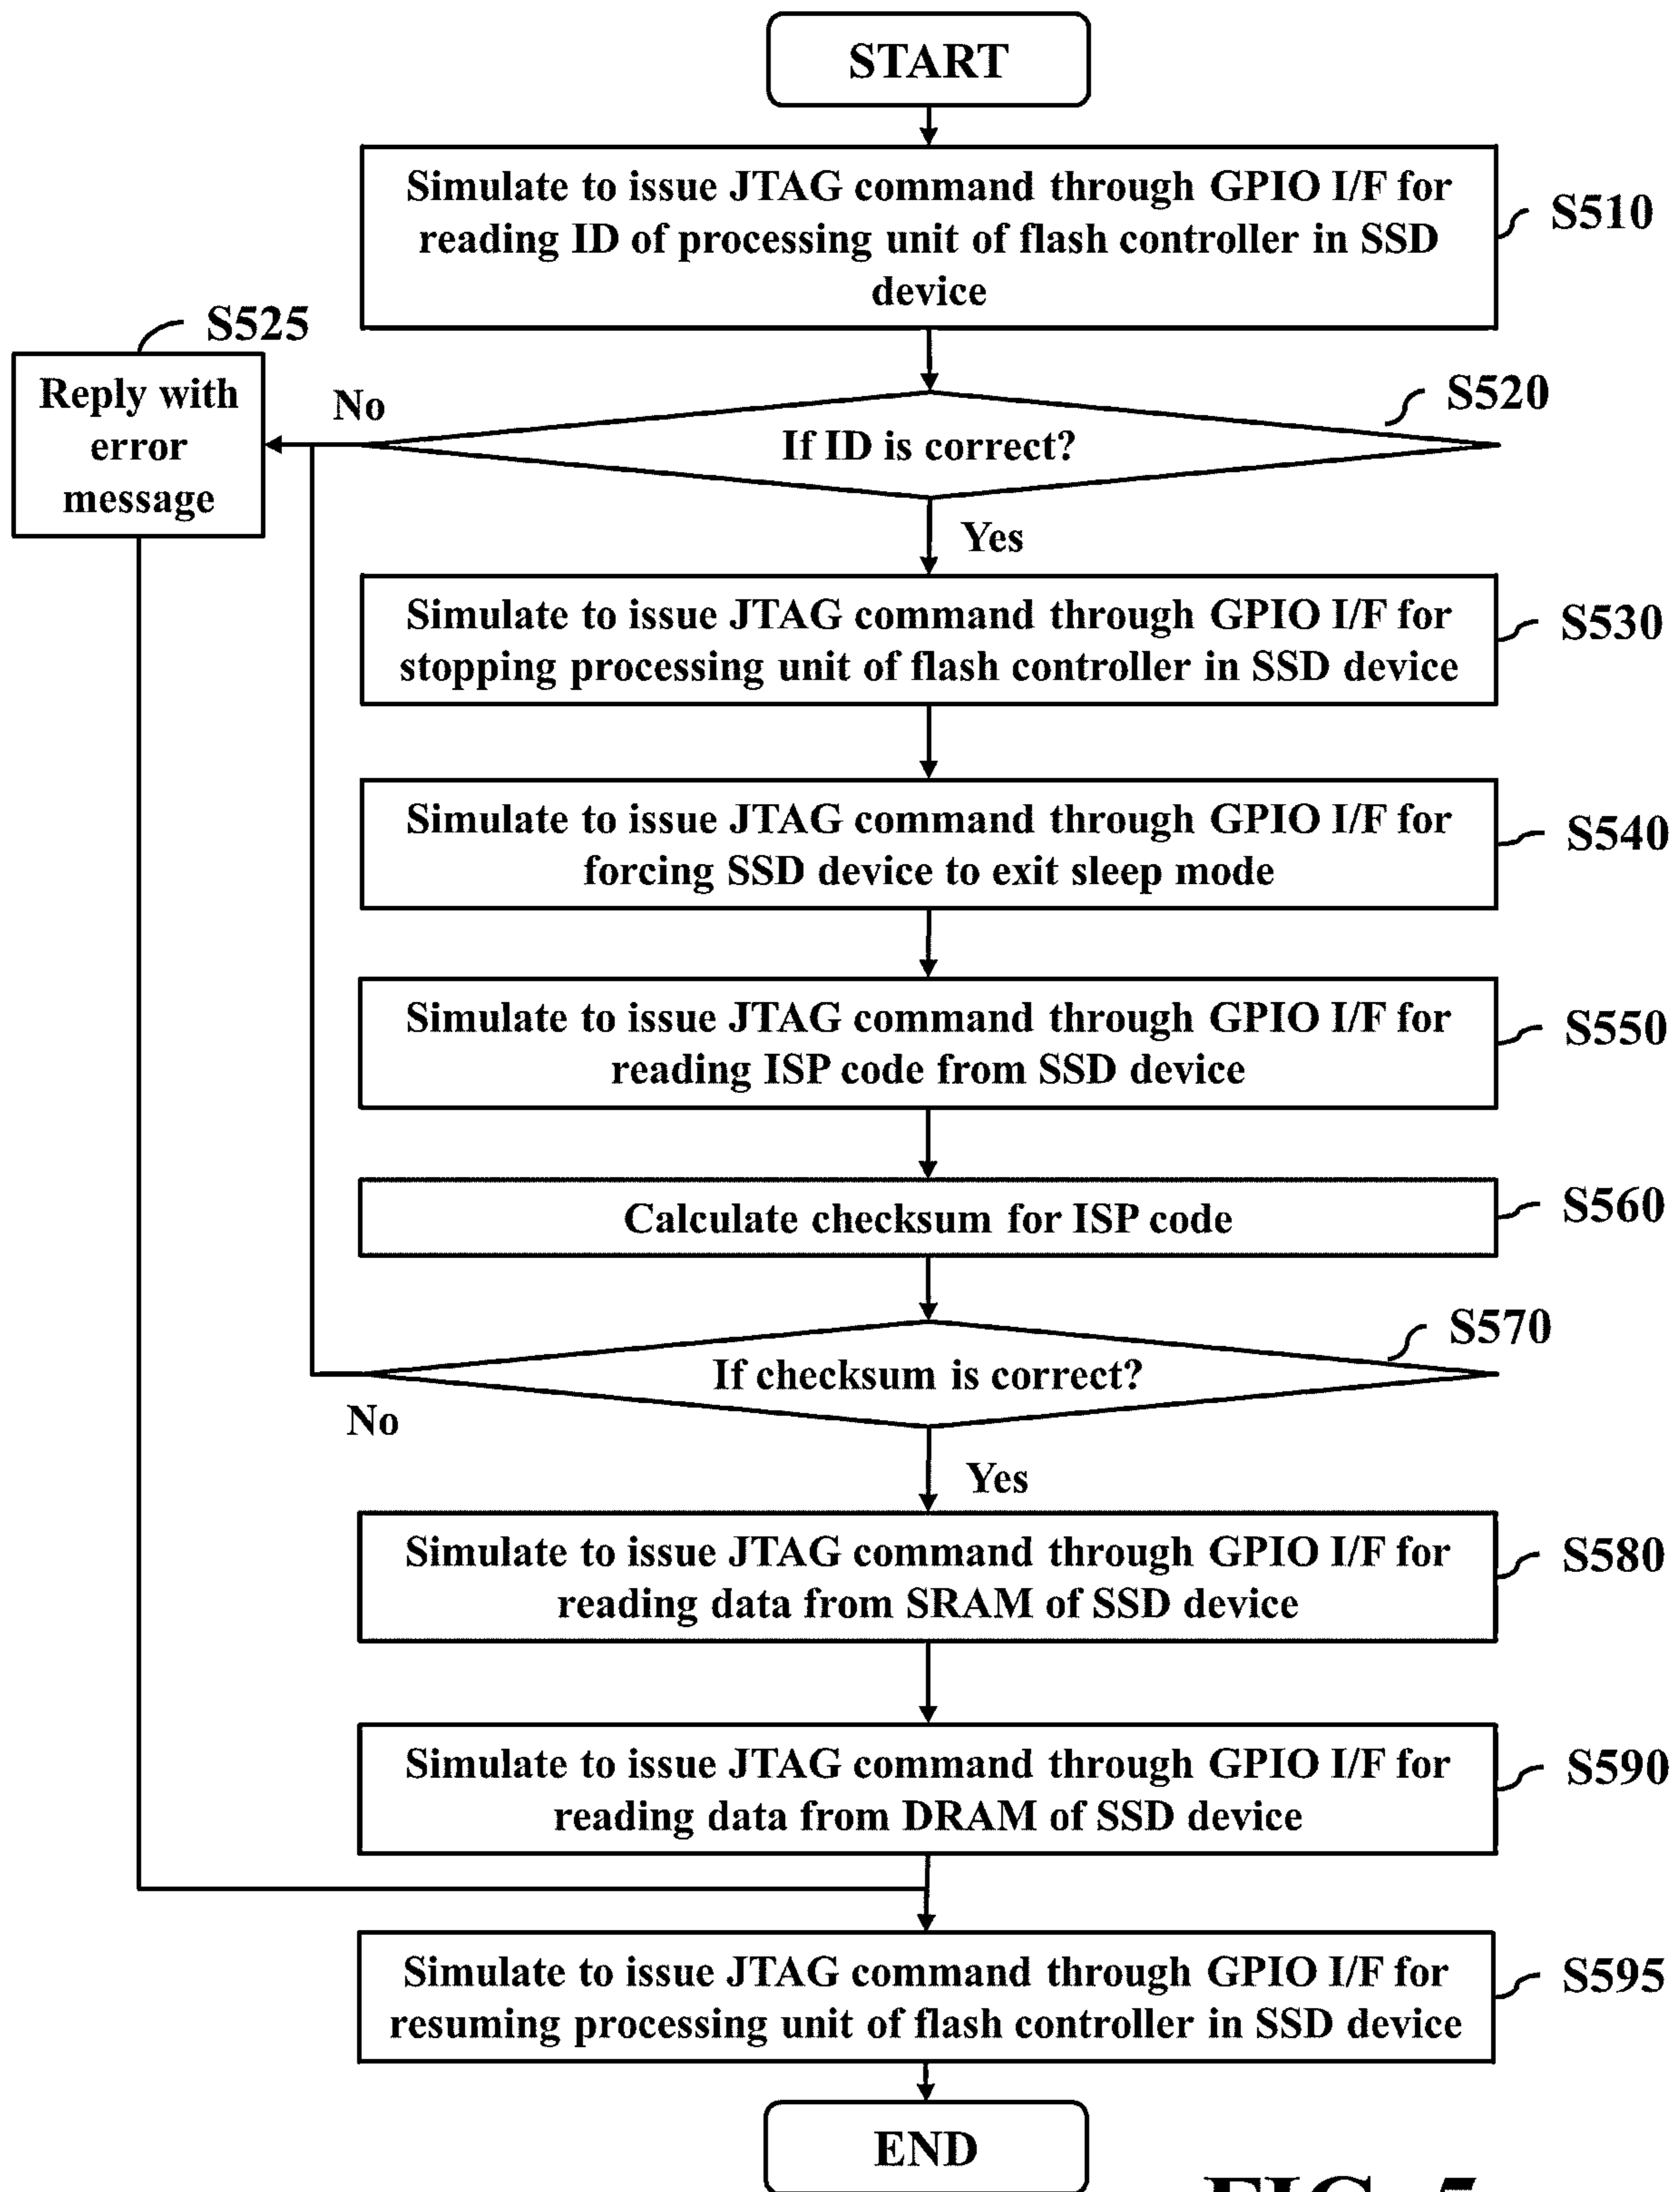 START
Simulate to issue JTAG command through GPIO I/F for
reading ID of processing unit of flash controller in SSD
device
S510
S525
Reply with
error
message
No
S520
If ID is correct?
Yes
Simulate to issue JTAG command through GPIO I/F for
stopping processing unit of flash controller in SSD device
S530
Simulate to issue JTAG command through GPIO I/F for
forcing SSD device to exit sleep mode
S540
Simulate to issue JTAG command through GPIO I/F for
reading ISP code from SSD device
S550
Calculate checksum for ISP code
S560
S570
If checksum is correct?
No
Yes
Simulate to issue JTAG command through GPIO I/F for
reading data from SRAM of SSD device
S580
Simulate to issue JTAG command through GPIO I/F for
reading data from DRAM of SSD device
S590
Simulate to issue JTAG command through GPIO I/F for
resuming processing unit of flash controller in SSD device
S595
END